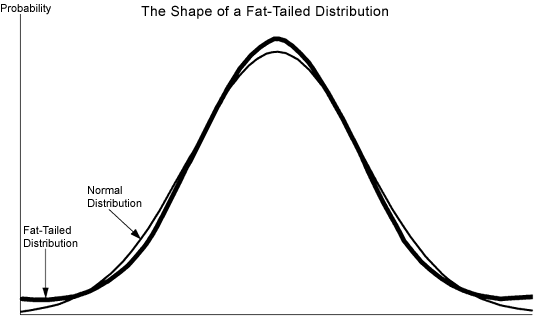 Probability
The Shape of a Fat-Tailed Distribution
Normal
Distribution
Fat-Tailed
Distribution